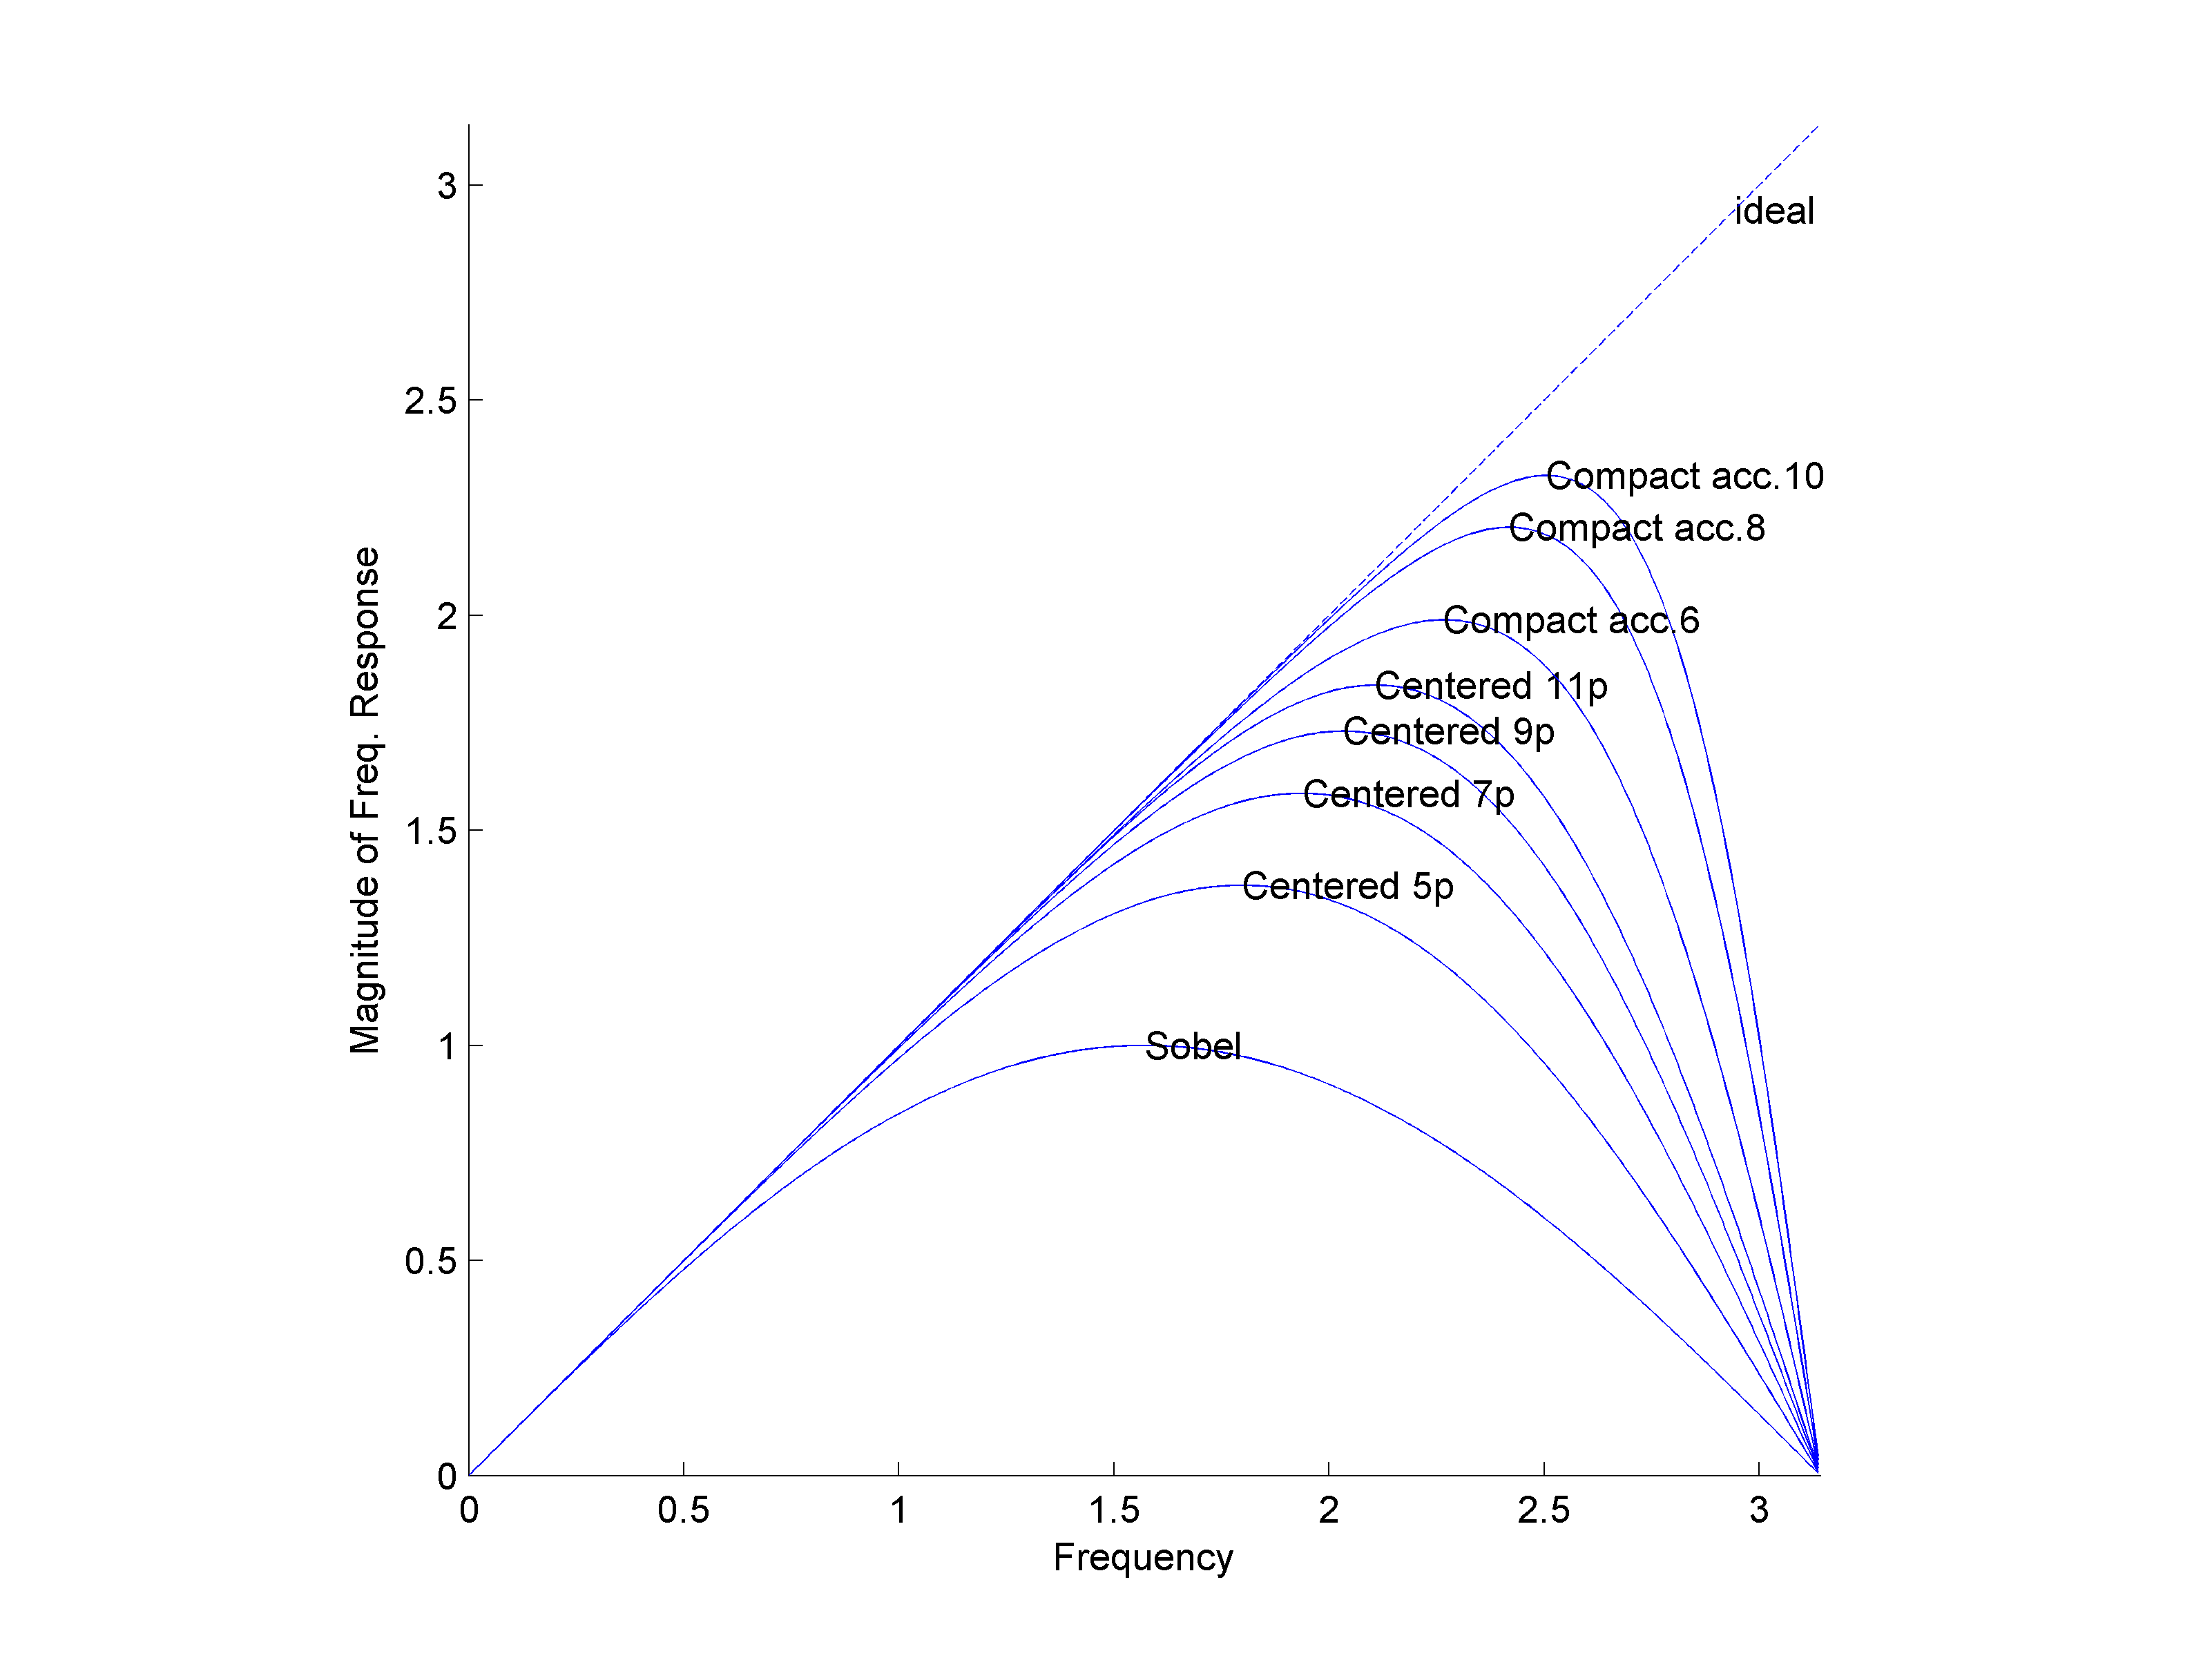 3
ideal
2.5
Compact acc.10
Compact acc.8
2
Compact acc.6
Centered 11p
Centered 9p
Centered 7p
1.5
Centered 5p
1
Sobel
0.5
0
Magnitude of Freq. Response
0 0.5 1 1.5 2 2.5 3
Frequency